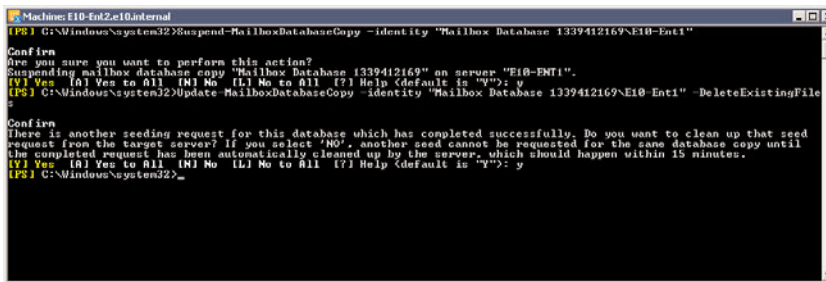 Machine: E10-Ent2.e10.internal
[PS] C:\Windows\system32>Suspend-MailboxDatabaseCopy -identity "Mailbox Database 1339412169\E10-Ent1"
Confirm
Are you sure you want to perform this action?
Suspending mailbox database copy "Mailbox Database 1339412169" on server "E10-ENT1".
[Y] Yes  [A] Yes to All  [N] No  [L] No to All  [?] Help (default is "Y"): y
[PS] C:\Windows\system32>Update-MailboxDatabaseCopy -identity "Mailbox Database 1339412169\E10-Ent1" -DeleteExistingFile
s
Confirm
There is another seeding request for this database which has completed successfully. Do you want to clean up that seed
request from the target server? If you select 'NO', another seed cannot be requested for the same database copy until
the completed request has been automatically cleaned up by the server, which should happen within 15 minutes.
[Y] Yes  [A] Yes to All  [N] No  [L] No to All  [?] Help (default is "Y"): y
[PS] C:\Windows\system32>_